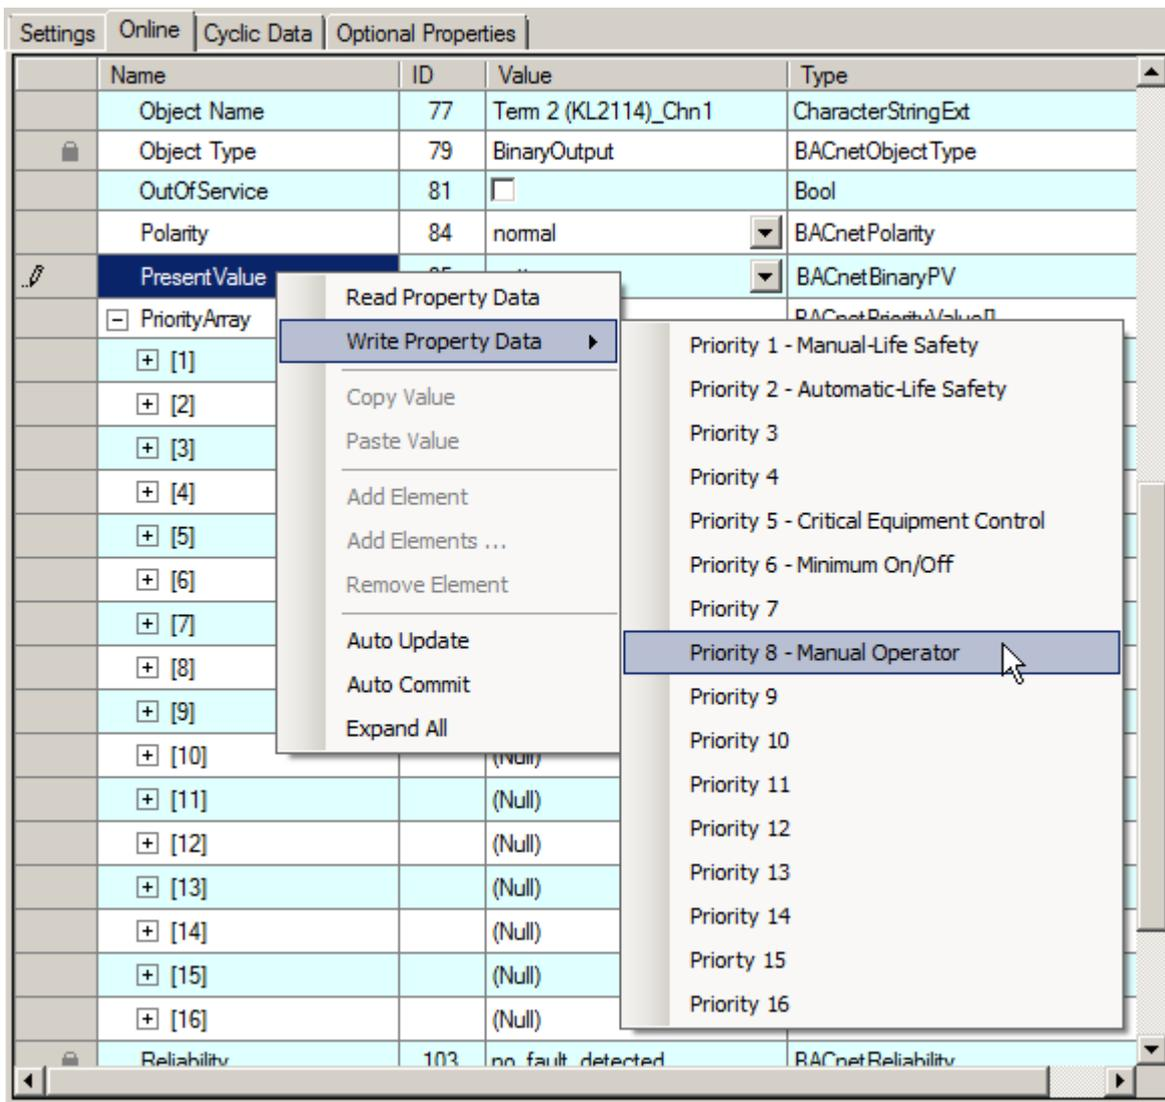 Settings Online Cyclic Data Optional Properties
Name ID Value Type
Object Name 77 Term 2 (KL2114)_Chn1 CharacterStringExt
Object Type 79 BinaryOutput BACnetObjectType
OutOfService 81 Bool
Polarity 84 normal BACnetPolarity
PresentValue BACnetBinaryPV
PriorityArray BACnetPriorityValue[]
[1]
[2]
[3]
[4]
[5]
[6]
[7]
[8]
[9]
[10] (Null)
[11] (Null)
[12] (Null)
[13] (Null)
[14] (Null)
[15] (Null)
[16] (Null)
Reliability 103 no_fault_detected BACnetReliability
Read Property Data
Write Property Data
Copy Value
Paste Value
Add Element
Add Elements ...
Remove Element
Auto Update
Auto Commit
Expand All
Priority 1 - Manual-Life Safety
Priority 2 - Automatic-Life Safety
Priority 3
Priority 4
Priority 5 - Critical Equipment Control
Priority 6 - Minimum On/Off
Priority 7
Priority 8 - Manual Operator
Priority 9
Priority 10
Priority 11
Priority 12
Priority 13
Priority 14
Priorty 15
Priority 16